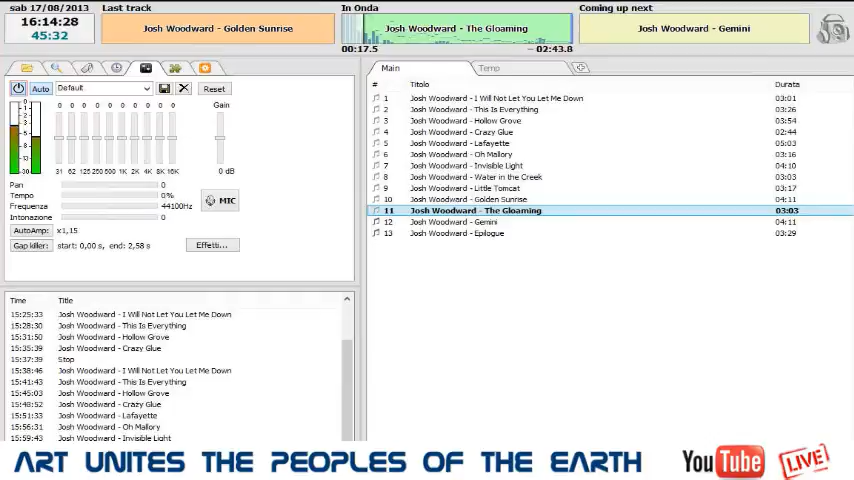 sab 17/08/2013
16:14:28
45:32
Last track
Josh Woodward - Golden Sunrise
In Onda
Josh Woodward - The Gloaming
00:17.5
~ 02:43.8
Coming up next
Josh Woodward - Gemini
Auto
Default
Reset
0 0 0 0 0 0 0 0 0 0
31 62 125 250 500 1K 2K 4K 8K 16K
Gain
0 dB
Pan 0
Tempo 0%
Frequenza 44100Hz
Intonazione 0
MIC
AutoAmp: x1,15
Gap killer: start: 0,00 s, end: 2,58 s
Effetti...
Time Title
15:25:33 Josh Woodward - I Will Not Let You Let Me Down
15:28:30 Josh Woodward - This Is Everything
15:31:50 Josh Woodward - Hollow Grove
15:35:39 Josh Woodward - Crazy Glue
15:37:39 Stop
15:38:46 Josh Woodward - I Will Not Let You Let Me Down
15:41:43 Josh Woodward - This Is Everything
15:45:03 Josh Woodward - Hollow Grove
15:48:52 Josh Woodward - Crazy Glue
15:51:33 Josh Woodward - Lafayette
15:56:31 Josh Woodward - Oh Mallory
15:59:43 Josh Woodward - Invisible Light
Main Temp
# Titolo Durata
1 Josh Woodward - I Will Not Let You Let Me Down 03:01
2 Josh Woodward - This Is Everything 03:26
3 Josh Woodward - Hollow Grove 03:54
4 Josh Woodward - Crazy Glue 02:44
5 Josh Woodward - Lafayette 05:03
6 Josh Woodward - Oh Mallory 03:16
7 Josh Woodward - Invisible Light 04:10
8 Josh Woodward - Water in the Creek 03:36
9 Josh Woodward - Little Tomcat 03:17
10 Josh Woodward - Golden Sunrise 04:11
11 Josh Woodward - The Gloaming 03:03
12 Josh Woodward - Gemini 04:11
13 Josh Woodward - Epilogue 03:29
ART UNITES THE PEOPLES OF THE EARTH
YouTube
LIVE